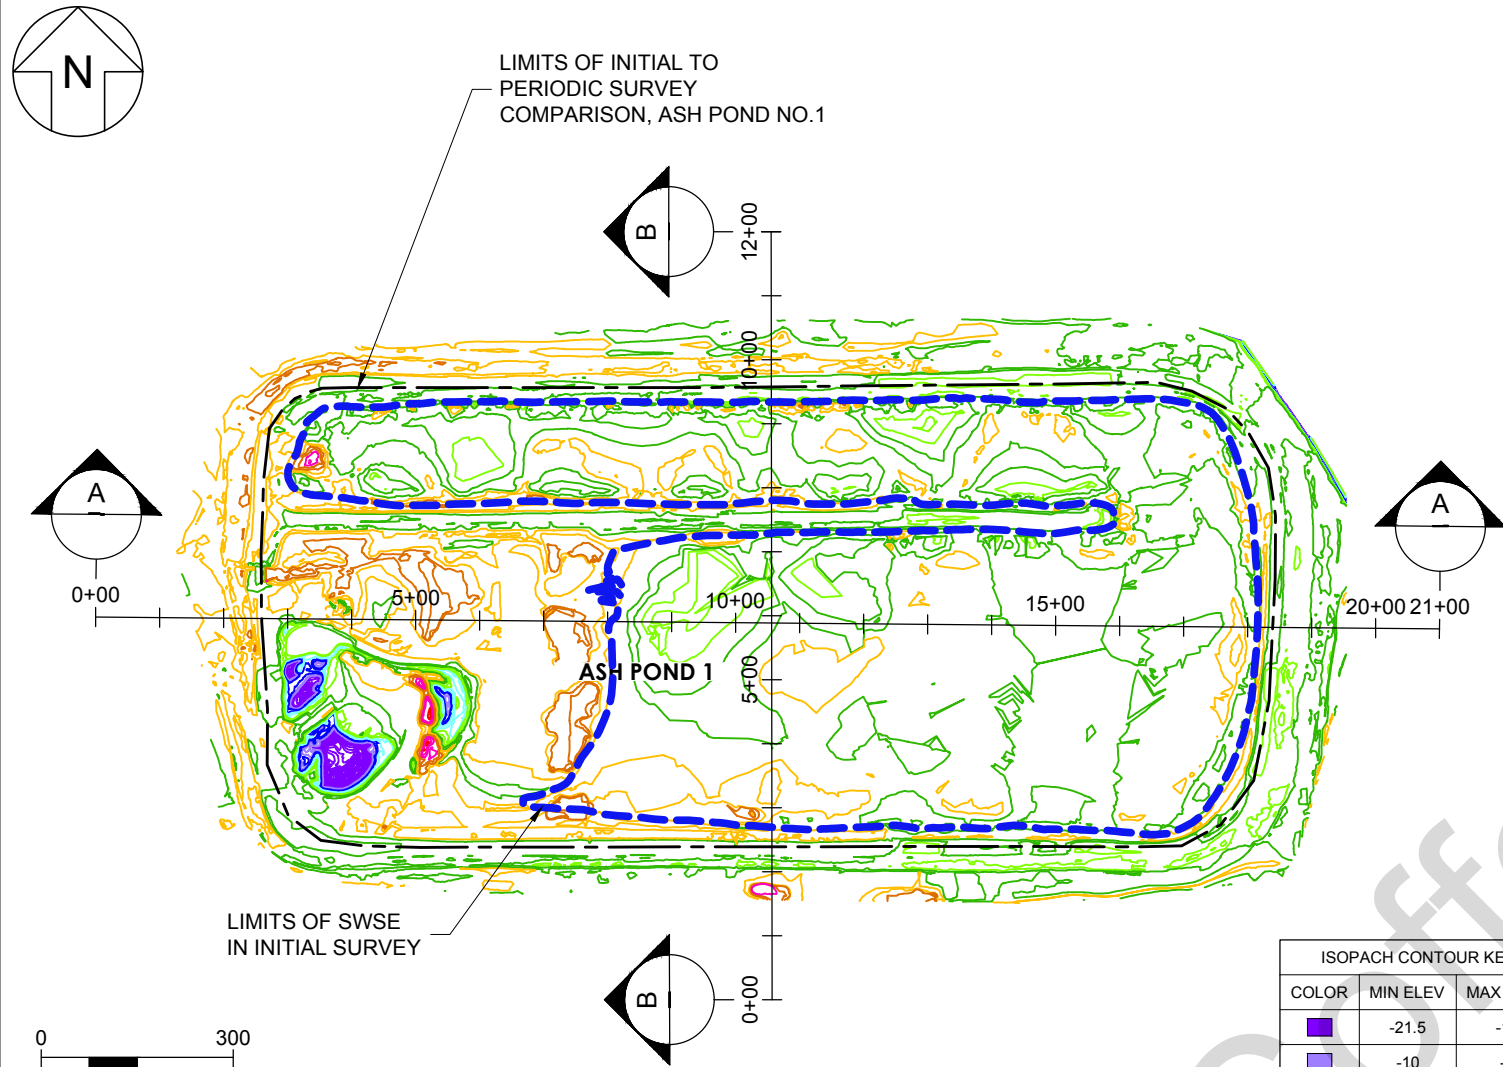 N
LIMITS OF INITIAL TO
PERIODIC SURVEY
COMPARISON, ASH POND NO.1
B
12+00
10+00
A
A
0+00
5+00
10+00
15+00
20+00
21+00
ASH POND 1
5+00
LIMITS OF SWSE
IN INITIAL SURVEY
B
0+00
0
300
ISOPACH CONTOUR KE
COLOR
MIN ELEV
MAX
-21.5
-10